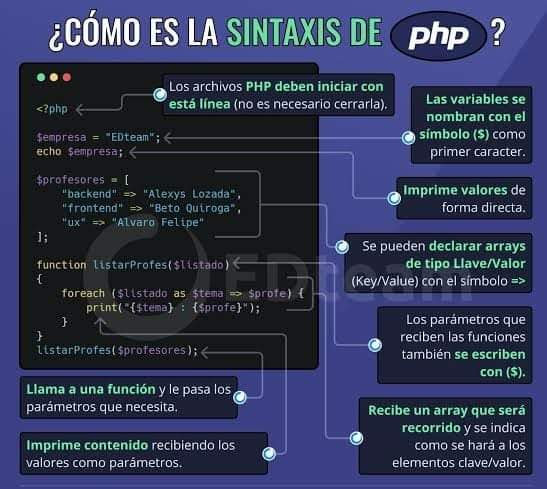 ¿CÓMO ES LA SINTAXIS DE php ?
Los archivos PHP deben iniciar con
está línea (no es necesario cerrarla).
<?php
Las variables se
nombran con el
símbolo ($) como
primer caracter.
$empresa = "EDteam";
echo $empresa;
Imprime valores de
forma directa.
$profesores = [
"backend" => "Alexys Lozada",
"frontend" => "Beto Quiroga",
"ux" => "Alvaro Felipe"
];
Se pueden declarar arrays
de tipo Llave/Valor
(Key/Value) con el símbolo =>
function listarProfes($listado)
{
foreach ($listado as $tema => $profe) {
print("{$tema} : {$profe}");
}
}
listarProfes($profesores);
EDteam
Los parámetros que
reciben las funciones
también se escriben
con ($).
Llama a una función y le pasa los
parámetros que necesita.
Recibe un array que será
recorrido y se indica
como se hará a los
elementos clave/valor.
Imprime contenido recibiendo los
valores como parámetros.